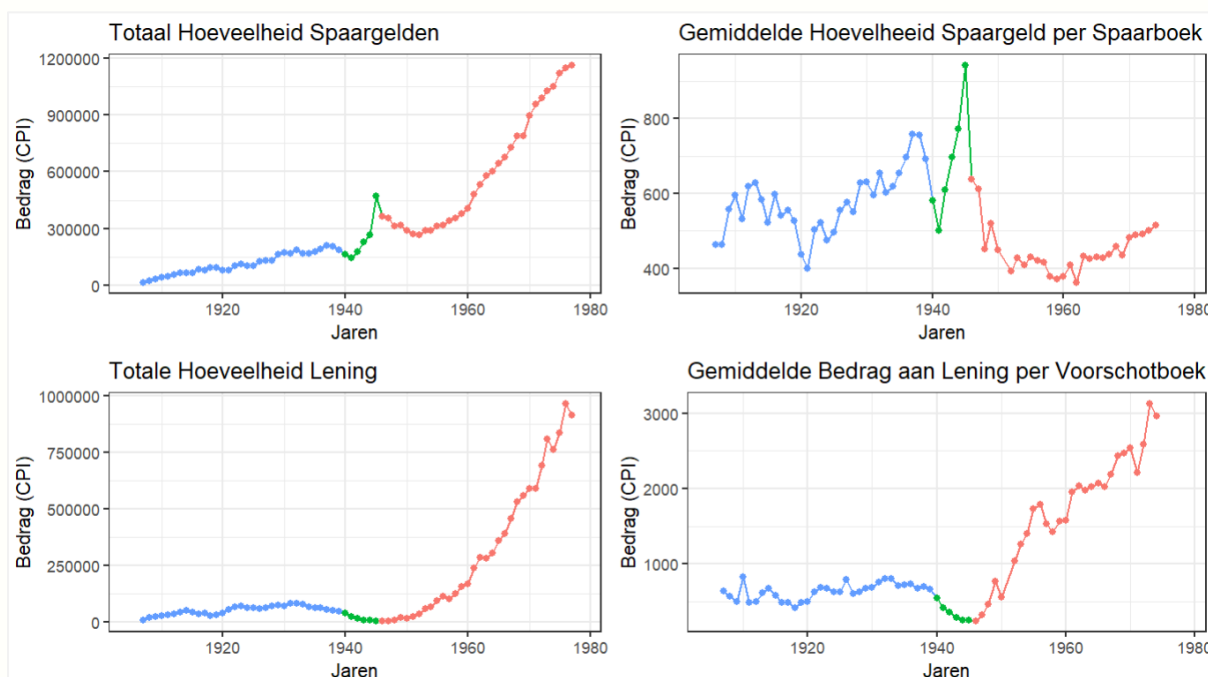 Totaal Hoeveelheid Spaargelden
1200000
900000
600000
300000
0
Bedrag (CPI)
1920
1940
1960
1980
Jaren
Gemiddelde Hoevelheeid Spaargeld per Spaarboek
800
600
400
Bedrag (CPI)
1920
1940
1960
1980
Jaren
Totale Hoeveelheid Lening
1000000
750000
500000
250000
0
Bedrag (CPI)
1920
1940
1960
1980
Jaren
Gemiddelde Bedrag aan Lening per Voorschotboek
3000
2000
1000
Bedrag (CPI)
1920
1940
1960
1980
Jaren